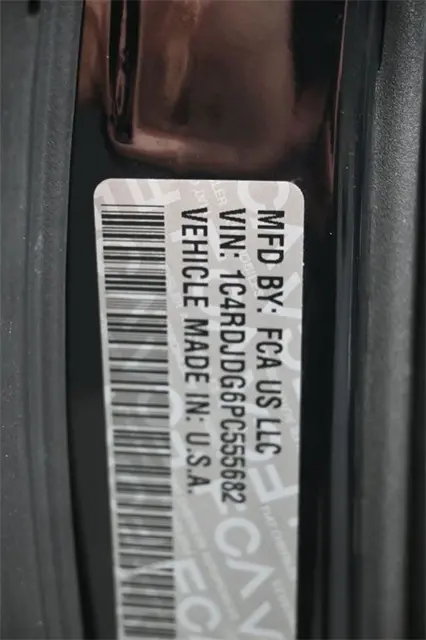 MFD BY: FCA US LLC
VIN: 1C4RDJDG6PC555682
VEHICLE MADE IN: U.S.A.